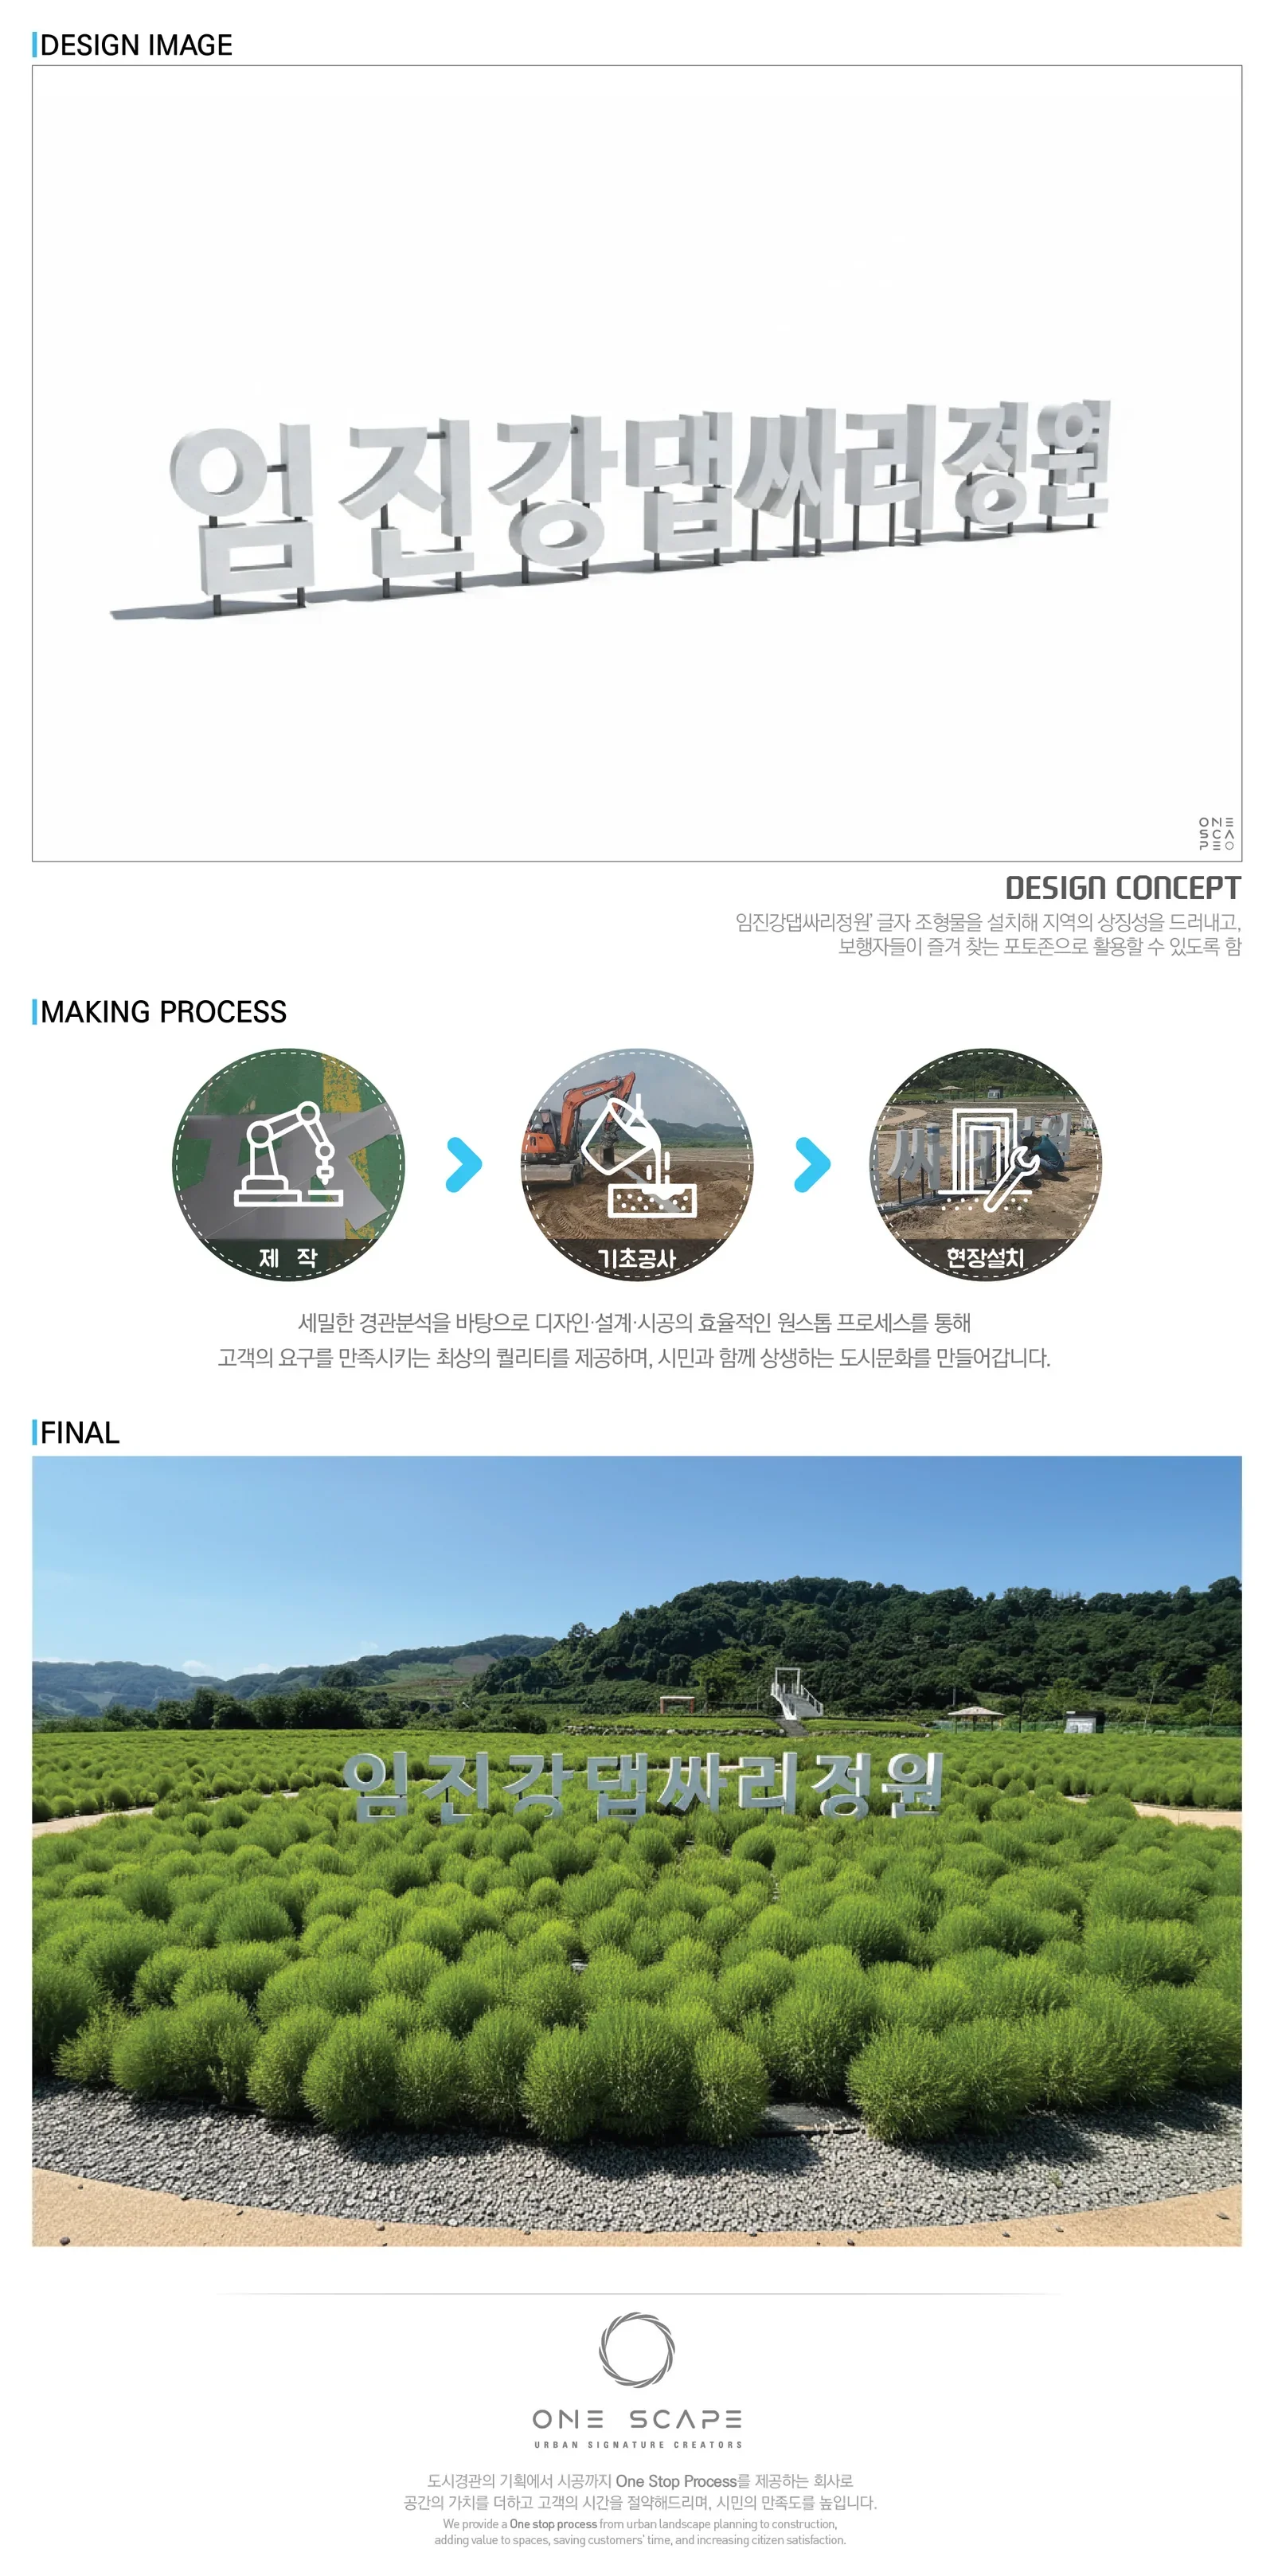 DESIGN IMAGE
임진강댑싸리정원
ONE
SCA
PEO
DESIGN CONCEPT
임진강댑싸리정원’ 글자 조형물을 설치해 지역의 상징성을 드러내고,
보행자들이 즐겨 찾는 포토존으로 활용할 수 있도록 함
MAKING PROCESS
싸
제 작
기초공사
현장설치
세밀한 경관분석을 바탕으로 디자인·설계·시공의 효율적인 원스톱 프로세스를 통해
고객의 요구를 만족시키는 최상의 퀄리티를 제공하며, 시민과 함께 상생하는 도시문화를 만들어갑니다.
FINAL
임진강댑싸리정원
ONE SCAPE
URBAN SIGNATURE CREATORS
도시경관의 기획에서 시공까지 One Stop Process를 제공하는 회사로
공간의 가치를 더하고 고객의 시간을 절약해드리며, 시민의 만족도를 높입니다.
We provide a One stop process from urban landscape planning to construction,
adding value to spaces, saving customers' time, and increasing citizen satisfaction.